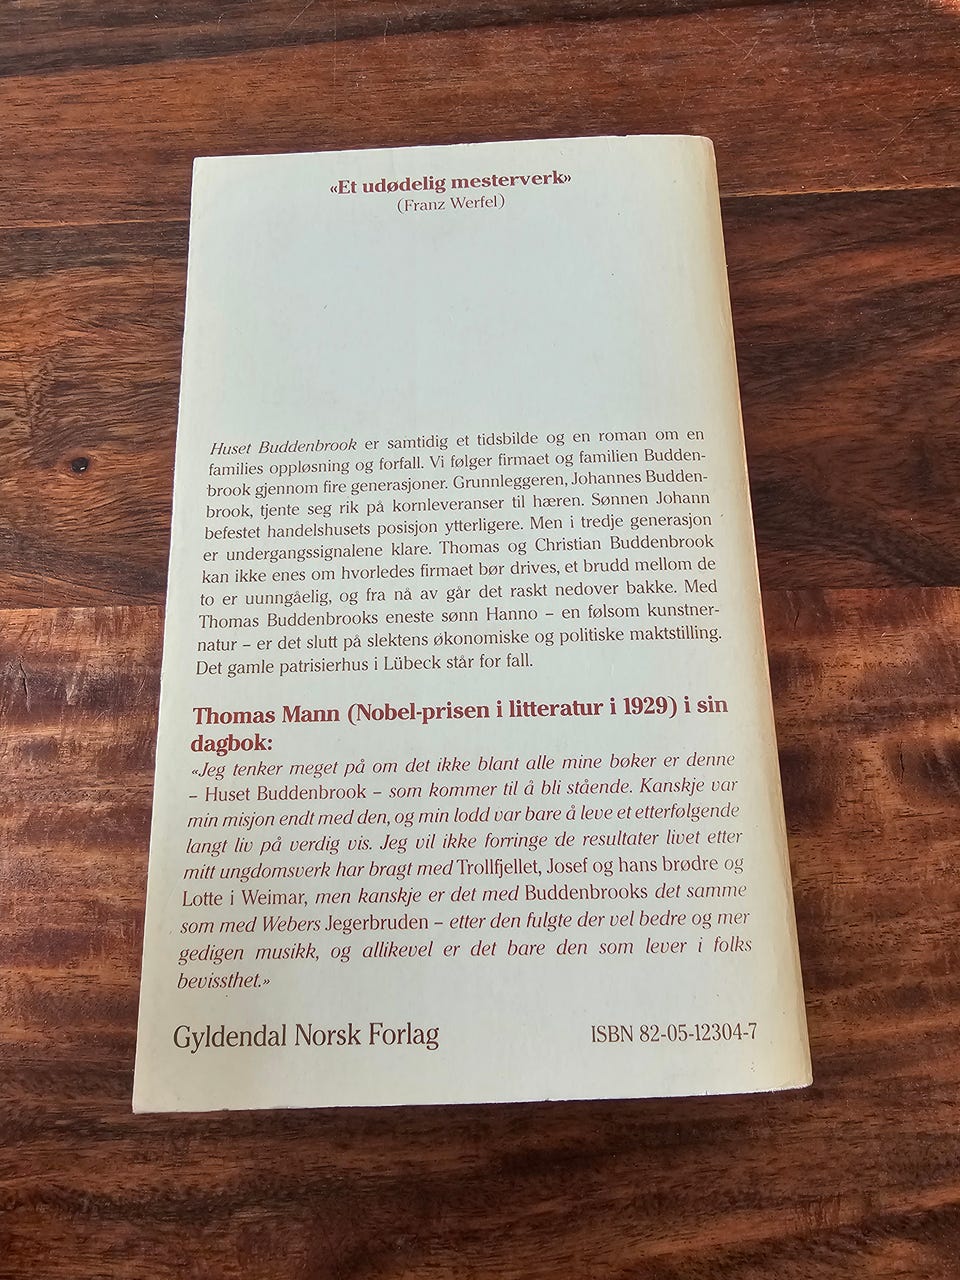 «Et udødelig mesterverk»
(Franz Werfel)
Huset Buddenbrook er samtidig et tidsbilde og en roman om en
families oppløsning og forfall. Vi følger firmaet og familien Budden-
brook gjennom fire generasjoner. Grunnleggeren, Johannes Budden-
brook, tjente seg rik på kornleveranser til hæren. Sønnen Johann
befestet handelshusets posisjon ytterligere. Men i tredje generasjon
er undergangssignalene klare. Thomas og Christian Buddenbrook
kan ikke enes om hvorledes firmaet bør drives, et brudd mellom de
to er uunngåelig, og fra nå av går det raskt nedover bakke. Med
Thomas Buddenbrooks eneste sønn Hanno – en følsom kunstner-
natur – er det slutt på slektens økonomiske og politiske maktstilling.
Det gamle patrisierhus i Lübeck står for fall.
Thomas Mann (Nobel-prisen i litteratur i 1929) i sin
dagbok:
«Jeg tenker meget på om det ikke blant alle mine bøker er denne
– Huset Buddenbrook – som kommer til å bli stående. Kanskje var
min misjon endt med den, og min lodd var bare å leve et etterfølgende
langt liv på verdig vis. Jeg vil ikke forringe de resultater livet etter
mitt ungdomsverk har bragt med Trollfjellet, Josef og hans brødre og
Lotte i Weimar, men kanskje er det med Buddenbrooks det samme
som med Webers Jegerbruden – etter den fulgte der vel bedre og mer
gedigen musikk, og allikevel er det bare den som lever i folks
bevissthet.»
Gyldendal Norsk Forlag
ISBN 82-05-12304-7